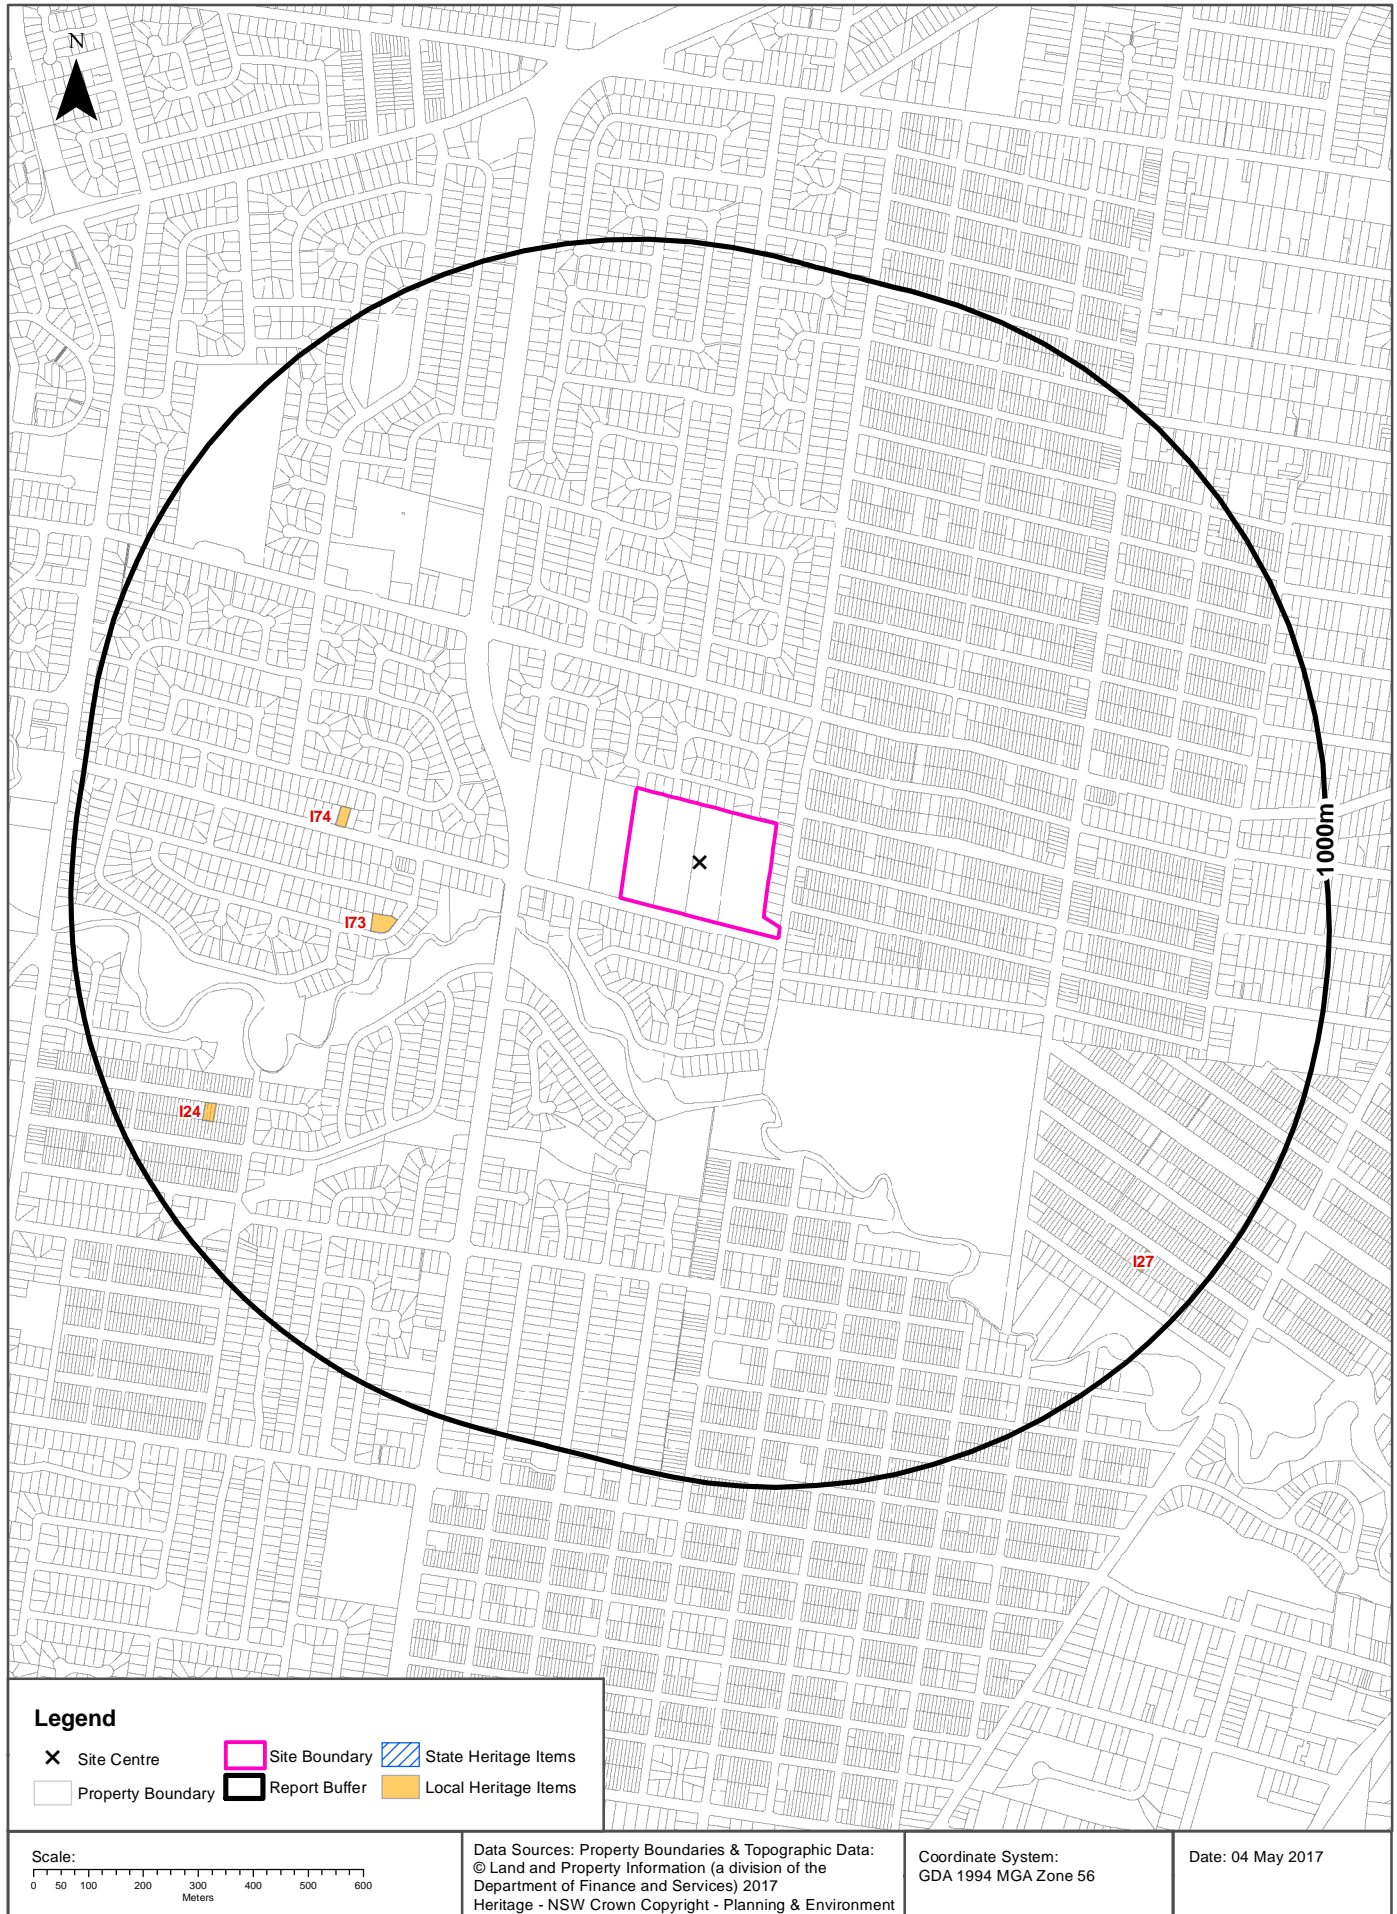 N
I74
I73
I24
I27
1000m
Legend
Site Centre
Site Boundary
State Heritage Items
Property Boundary
Report Buffer
Local Heritage Items
Scale:
0 50 100 200 300 400 500 600
Meters
Data Sources: Property Boundaries & Topographic Data:
© Land and Property Information (a division of the
Department of Finance and Services) 2017
Heritage - NSW Crown Copyright - Planning & Environment
Coordinate System:
GDA 1994 MGA Zone 56
Date: 04 May 2017